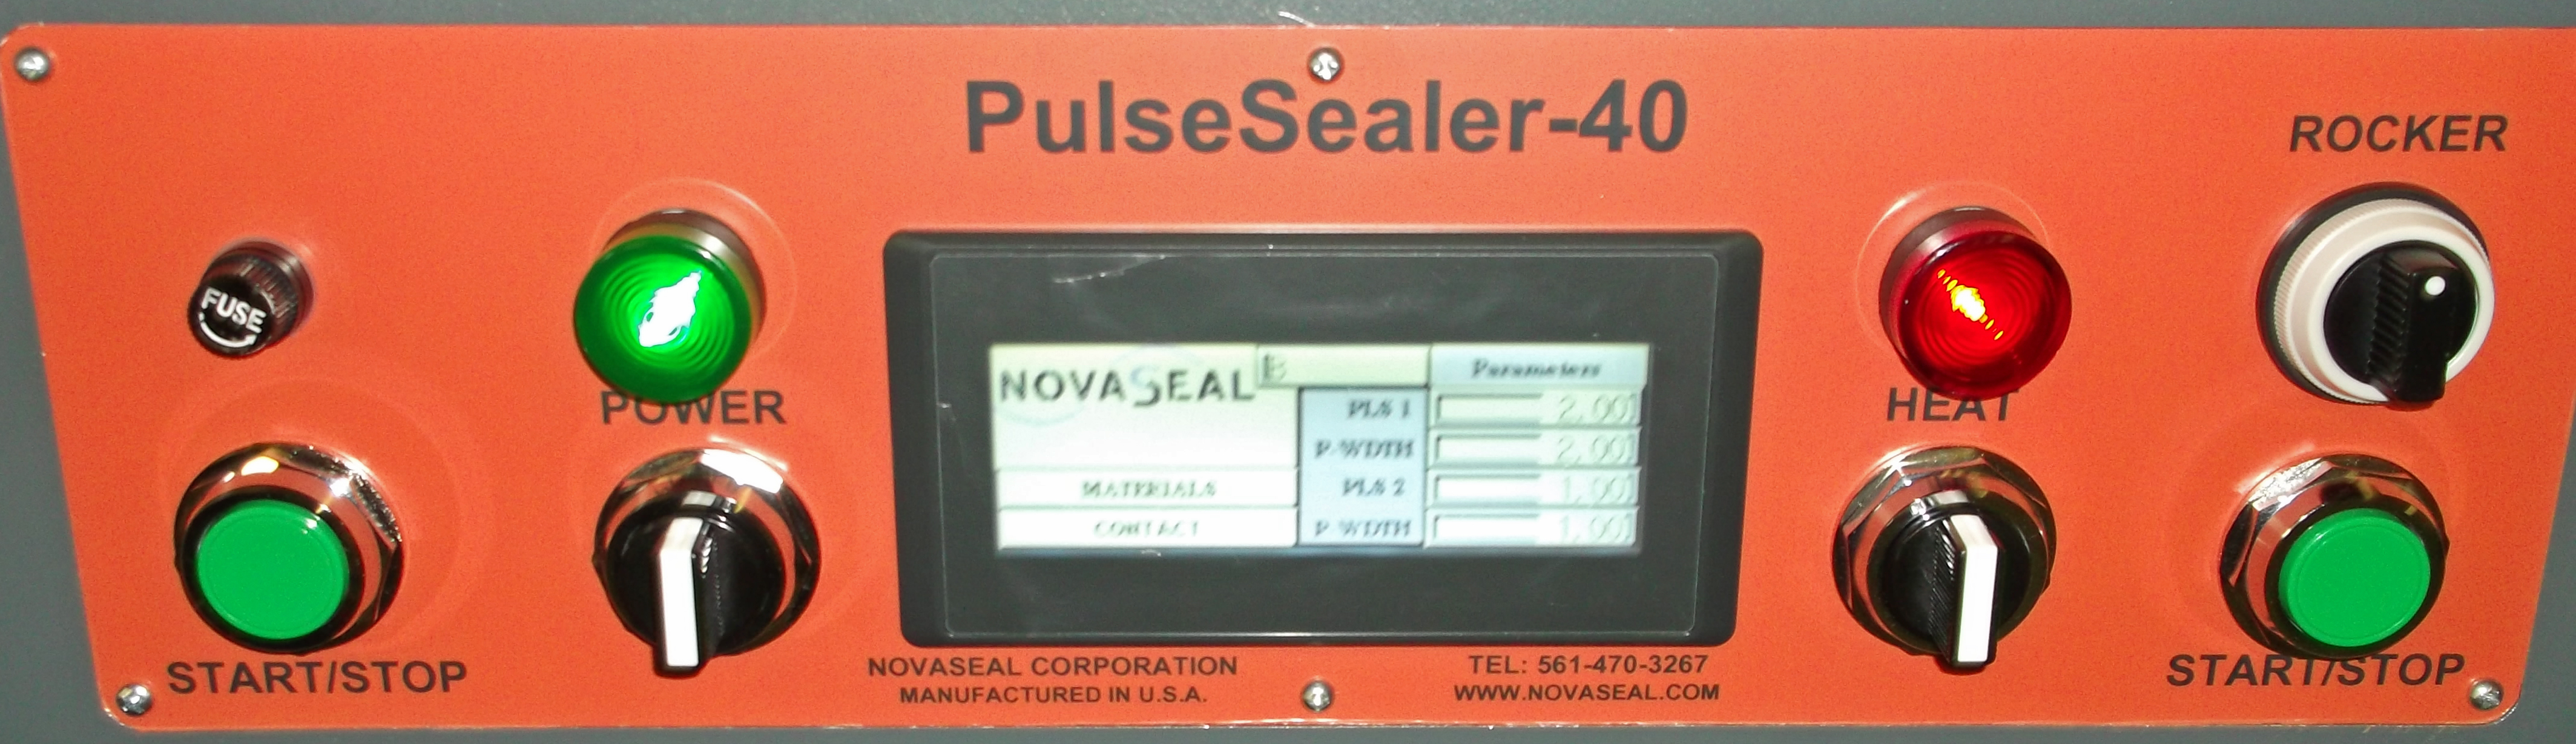 PulseSealer-40
ROCKER
FUSE
POWER
HEAT
NOVASEAL
B
Parameters
PLS 1 2.00
P-WDTH 2.00
MATERIALS
PLS 2 1.00
CONTACT
P-WDTH 1.00
START/STOP
NOVASEAL CORPORATION
MANUFACTURED IN U.S.A.
TEL: 561-470-3267
WWW.NOVASEAL.COM
START/STOP